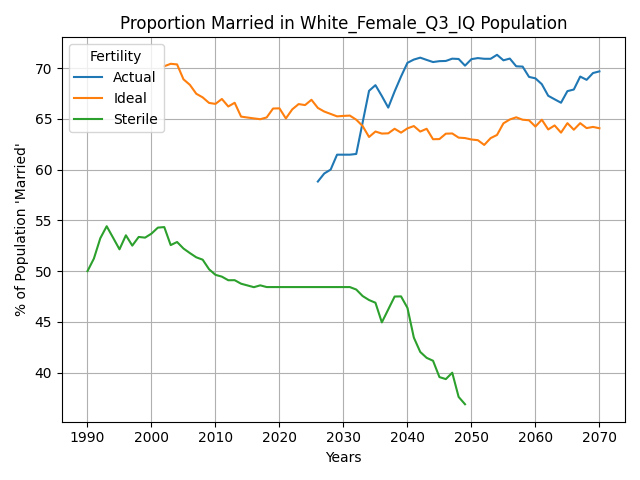 Proportion Married in White_Female_Q3_IQ Population
Fertility
Actual
Ideal
Sterile
% of Population 'Married'
70
65
60
55
50
45
40
1990
2000
2010
2020
2030
2040
2050
2060
2070
Years